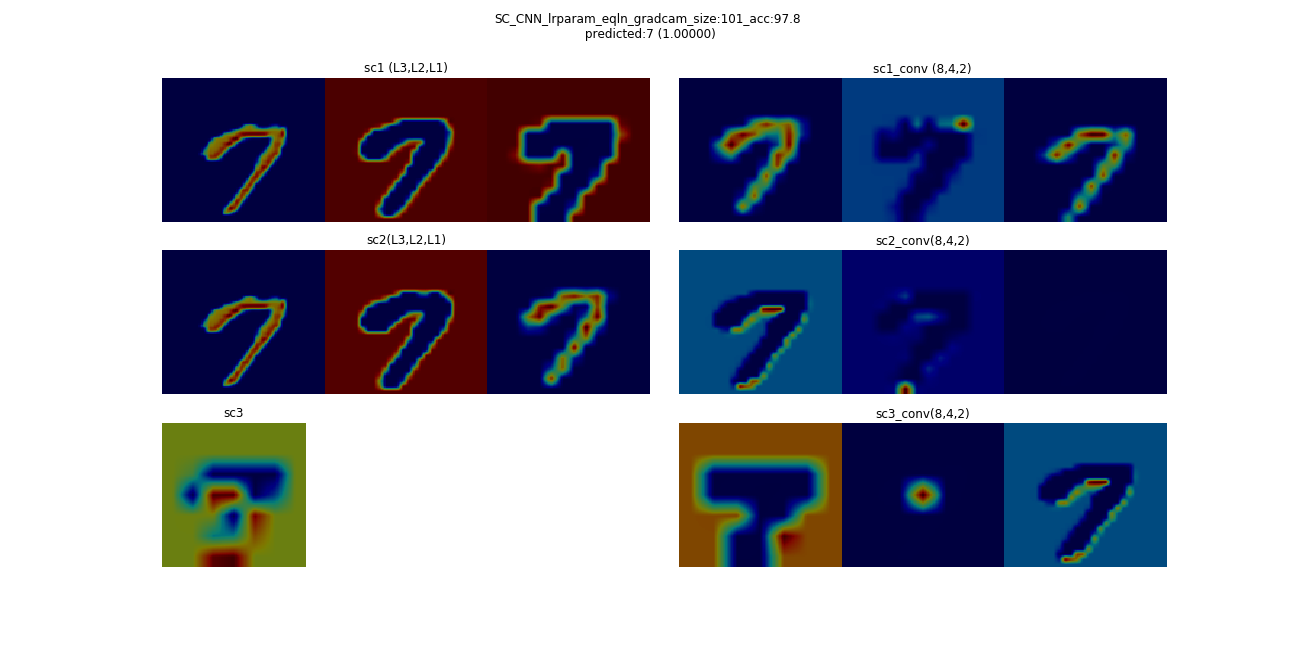 SC_CNN_lrparam_eqln_gradcam_size:101_acc:97.8
predicted:7 (1.00000)
sc1 (L3,L2,L1)
sc1_conv (8,4,2)
sc2(L3,L2,L1)
sc2_conv(8,4,2)
sc3
sc3_conv(8,4,2)